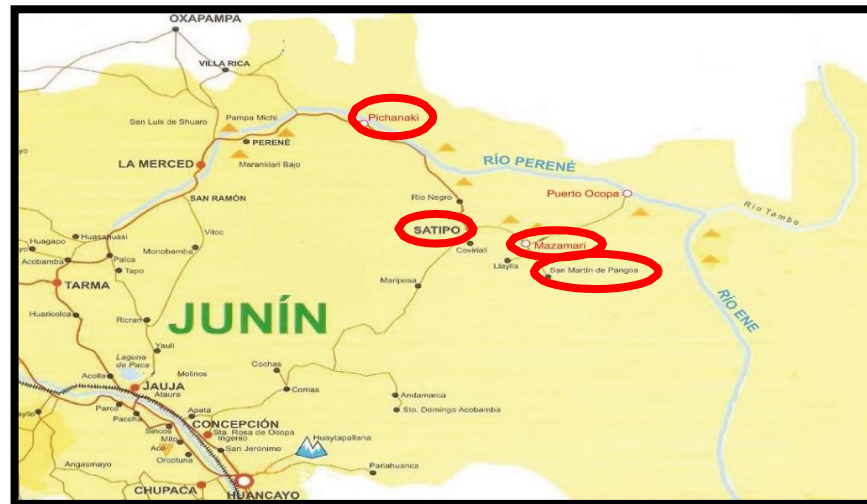 OXAPAMPA
VILLA RICA
San Luis de Shuaro
Pampa Michi
Pichanaki
PERENÉ
LA MERCED
Marankiari Bajo
RÍO PERENÉ
SAN RAMÓN
Río Negro
Puerto Ocopa
Río Tambo
Vitoc
SATIPO
Huasahuasi
Huagapo
Monobamba
Coviriali
Mazamari
Acobamba
Palca
Tapo
Llaylla
San Martín de Pangoa
TARMA
Mariposa
RÍO ENE
JUNÍN
Huaricolca
Ricran
Yauli
Laguna
de Paca
Cochas
Acolla
Molinos
JAUJA
Ataura
Comas
Andamarca
Parco
Apata
Sto. Domingo Acobamba
Paccha
CONCEPCIÓN
Sincos
Sta. Rosa de Ocopa
Mito
Ingenio
Huaytapallana
Aco
San Jerónimo
Orcotuna
Angasmayo
Pariahuanca
CHUPACA
HUANCAYO